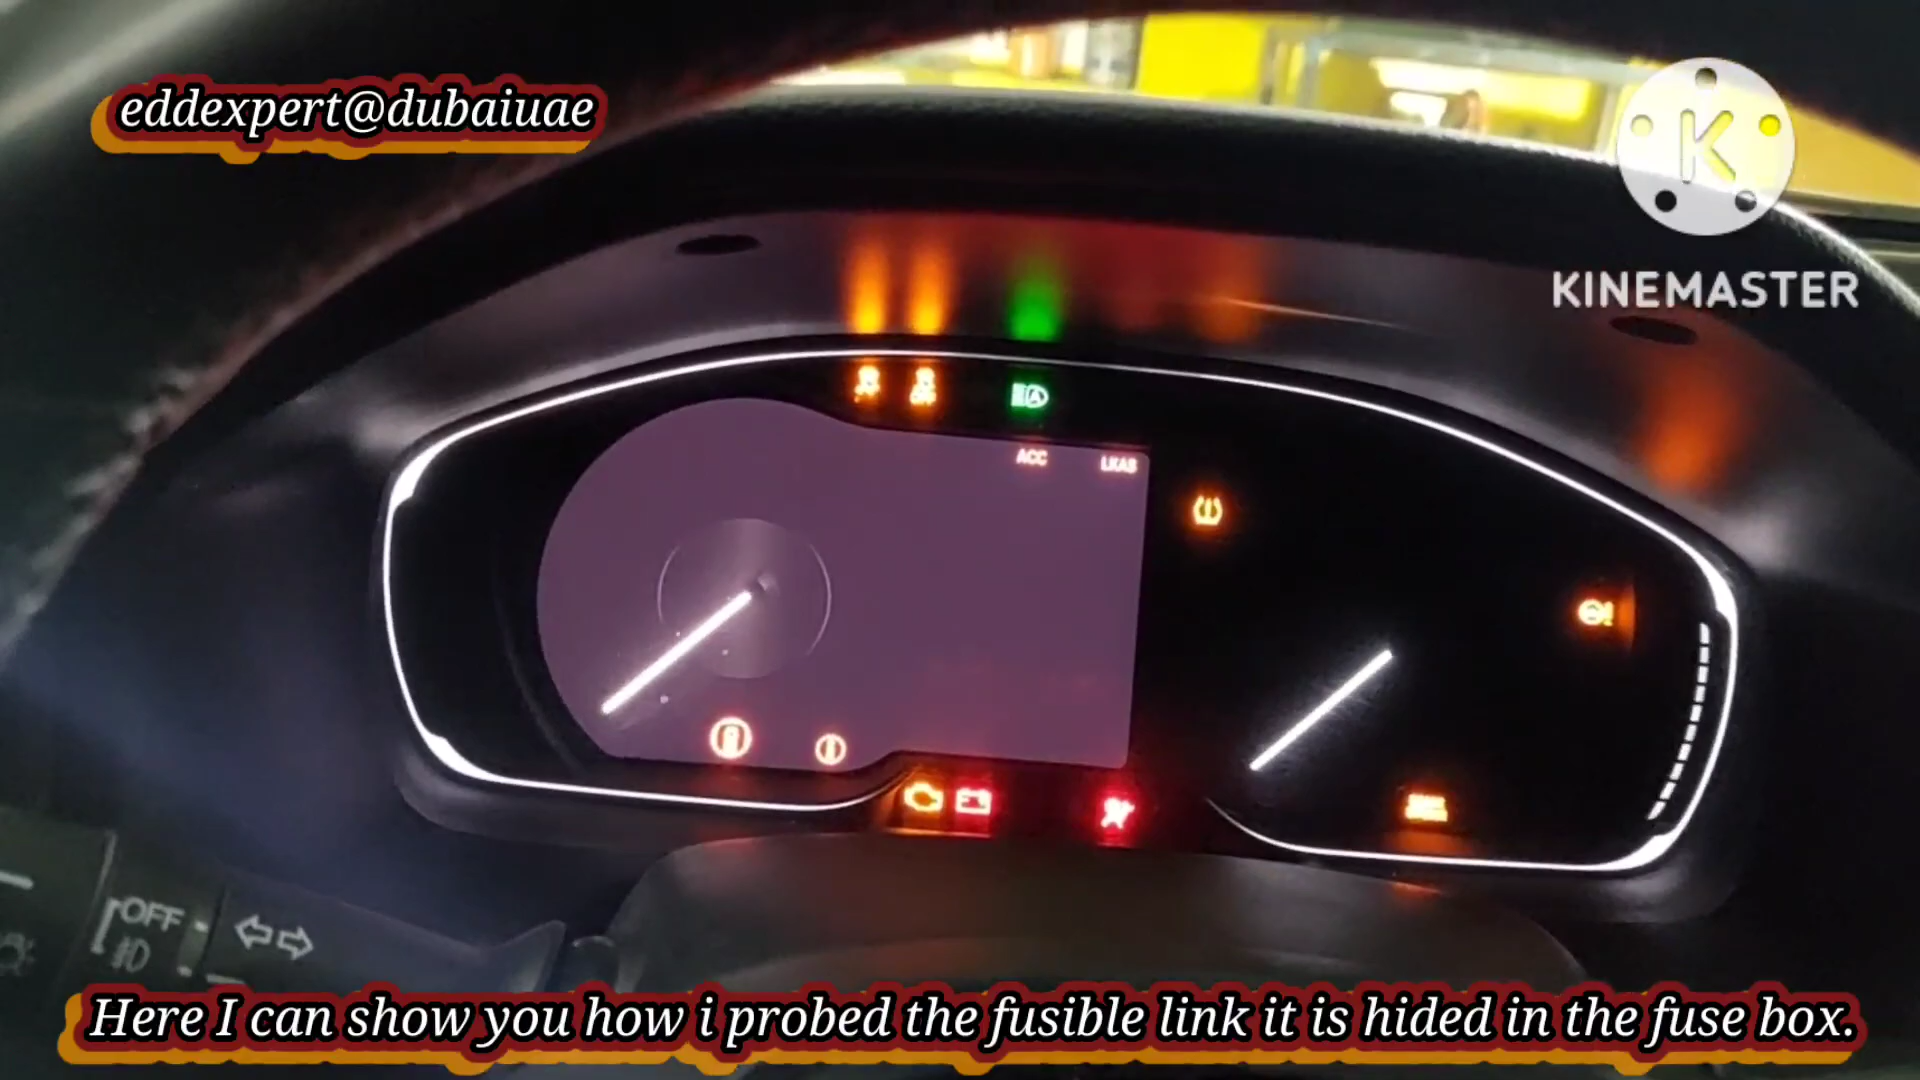 eddexpert@dubaiuae
K
KINEMASTER
A
ACC
LKAS
OFF
Here I can show you how i probed the fusible link it is hided in the fuse box.